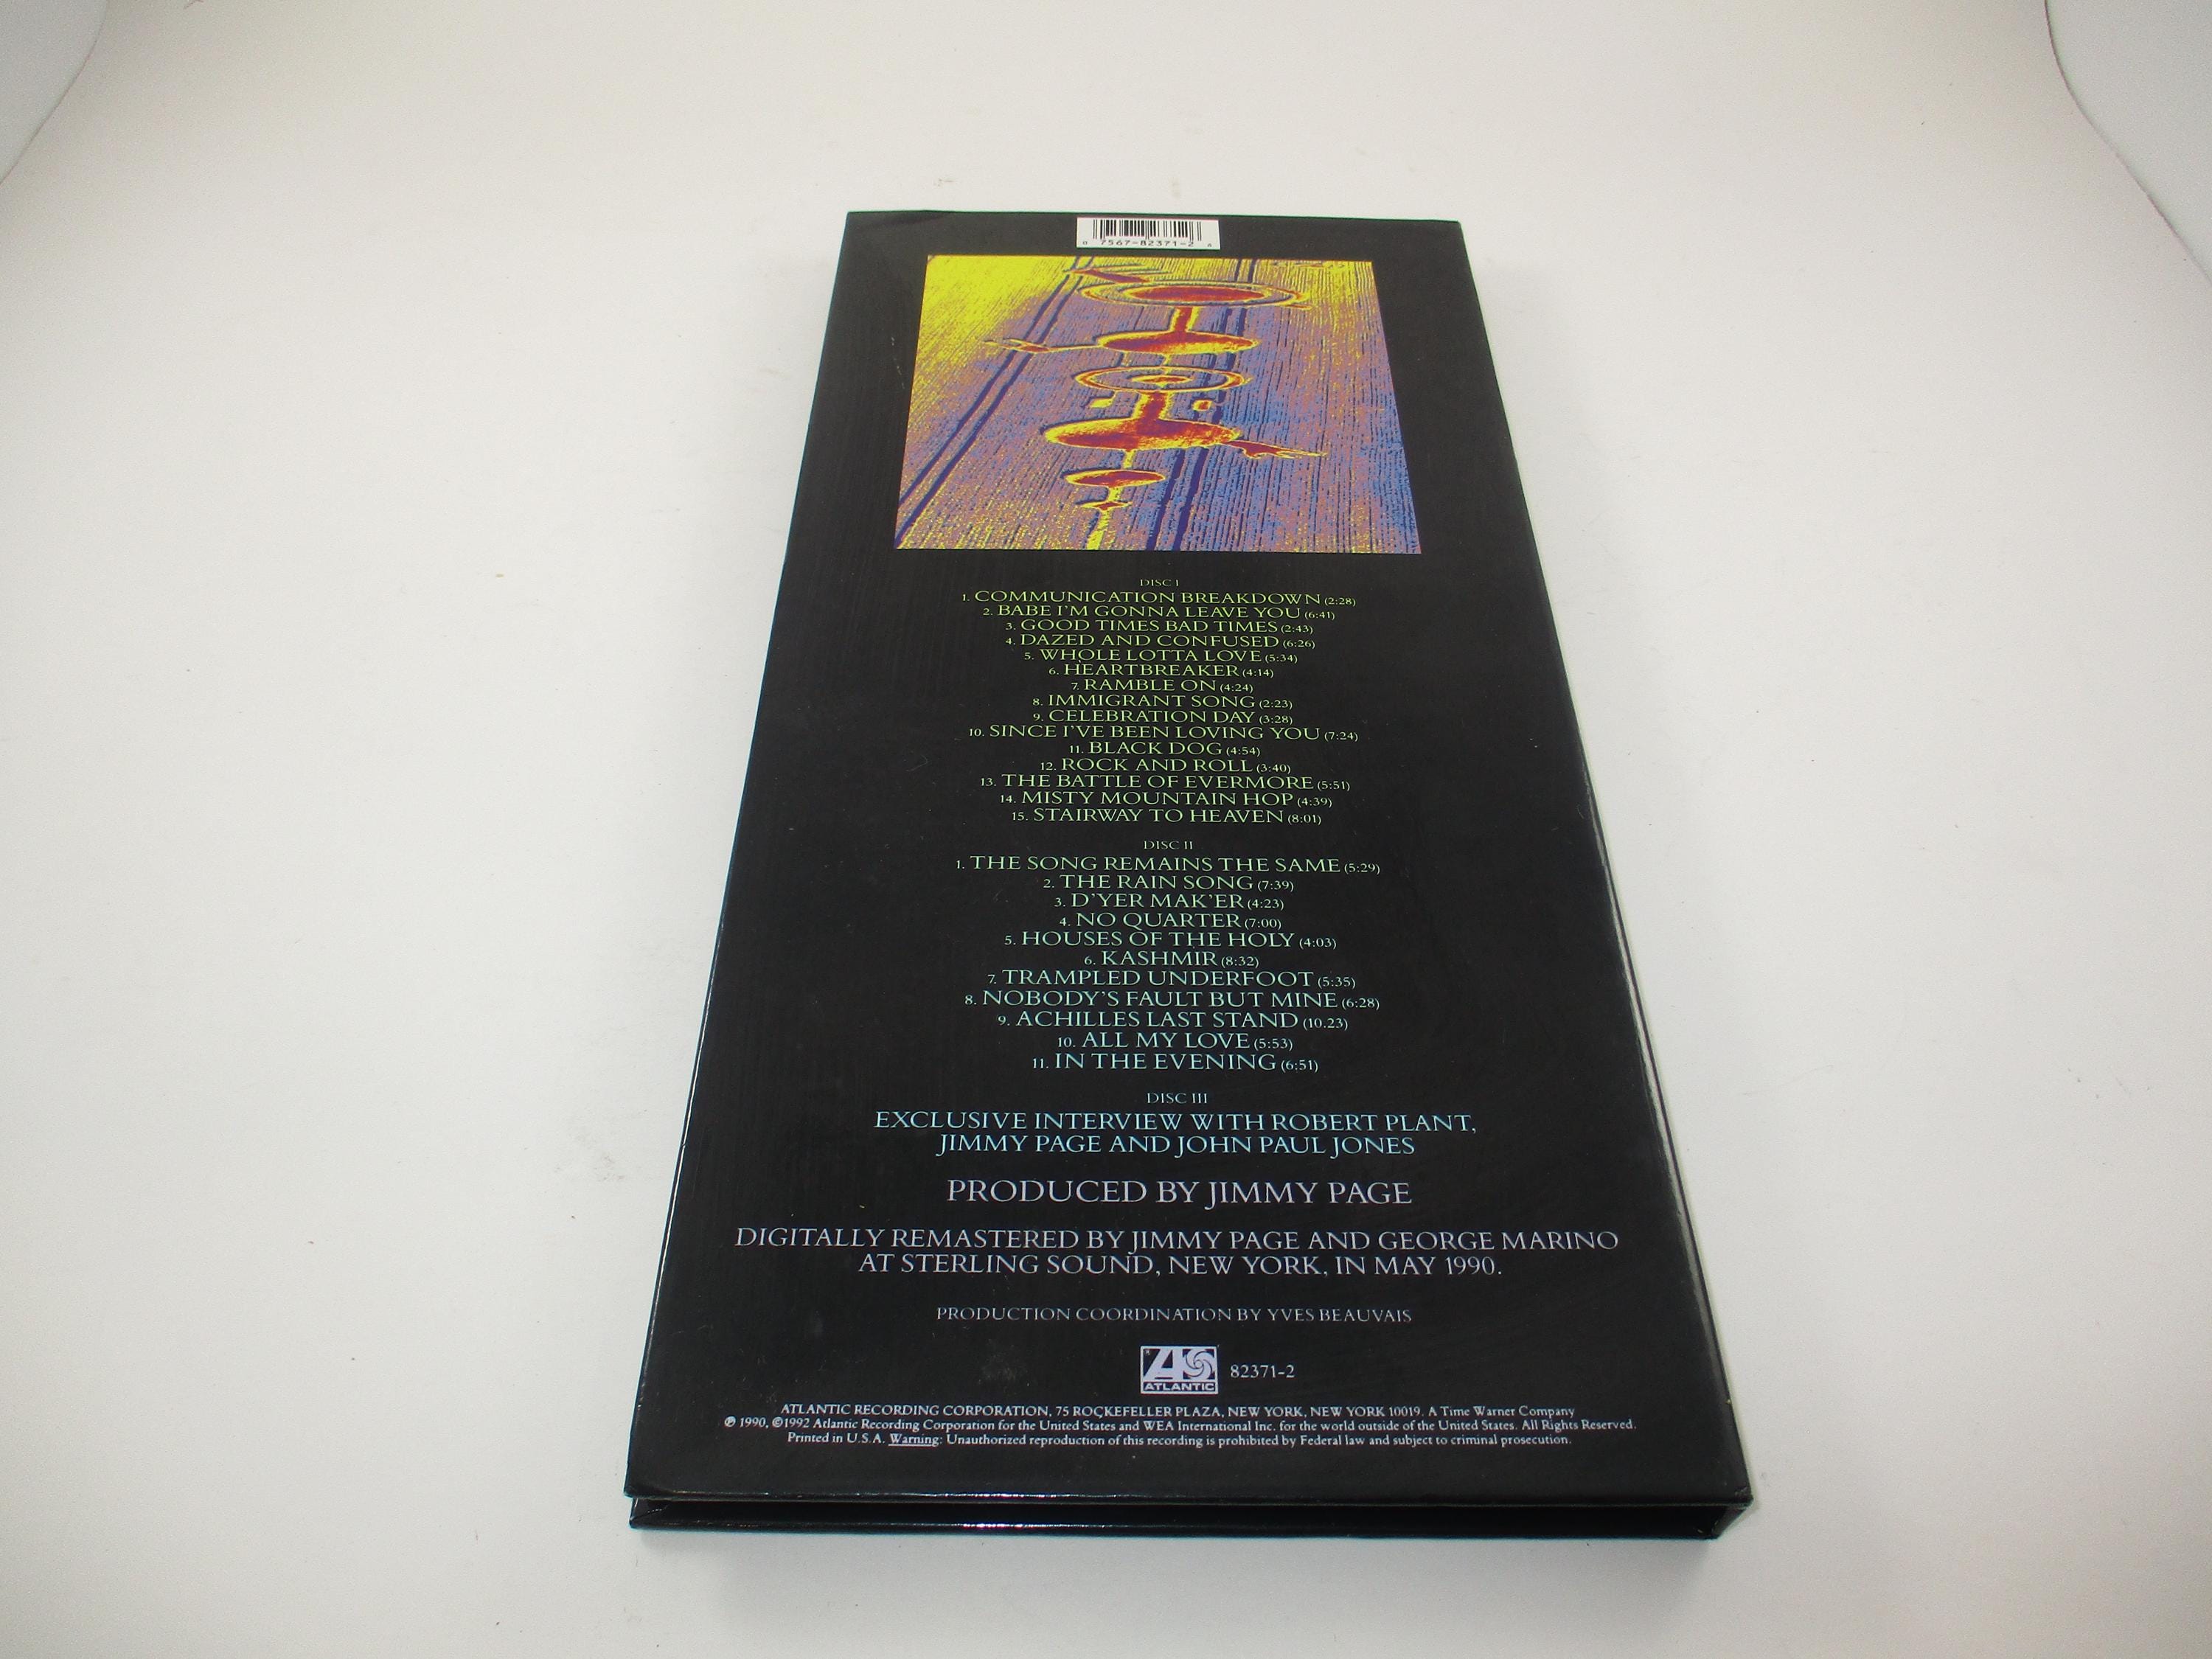 0 7567-82371-2 4
DISC I
1. COMMUNICATION BREAKDOWN (2:28)
2. BABE I'M GONNA LEAVE YOU (6:41)
3. GOOD TIMES BAD TIMES (2:43)
4. DAZED AND CONFUSED (6:26)
5. WHOLE LOTTA LOVE (5:34)
6. HEARTBREAKER (4:14)
7. RAMBLE ON (4:24)
8. IMMIGRANT SONG (2:23)
9. CELEBRATION DAY (3:28)
10. SINCE I'VE BEEN LOVING YOU (7:24)
11. BLACK DOG (4:54)
12. ROCK AND ROLL (3:40)
13. THE BATTLE OF EVERMORE (5:51)
14. MISTY MOUNTAIN HOP (4:39)
15. STAIRWAY TO HEAVEN (8:01)
DISC II
1. THE SONG REMAINS THE SAME (5:29)
2. THE RAIN SONG (7:39)
3. D'YER MAK'ER (4:23)
4. NO QUARTER (7:00)
5. HOUSES OF THE HOLY (4:03)
6. KASHMIR (8:32)
7. TRAMPLED UNDERFOOT (5:35)
8. NOBODY'S FAULT BUT MINE (6:28)
9. ACHILLES LAST STAND (10.23)
10. ALL MY LOVE (5:53)
11. IN THE EVENING (6:51)
DISC III
EXCLUSIVE INTERVIEW WITH ROBERT PLANT,
JIMMY PAGE AND JOHN PAUL JONES
PRODUCED BY JIMMY PAGE
DIGITALLY REMASTERED BY JIMMY PAGE AND GEORGE MARINO
AT STERLING SOUND, NEW YORK, IN MAY 1990.
PRODUCTION COORDINATION BY YVES BEAUVAIS
ATLANTIC 82371-2
ATLANTIC RECORDING CORPORATION, 75 ROCKEFELLER PLAZA, NEW YORK, NEW YORK 10019. A Time Warner Company
℗ 1990, ©1992 Atlantic Recording Corporation for the United States and WEA International Inc. for the world outside of the United States. All Rights Reserved.
Printed in U.S.A. Warning: Unauthorized reproduction of this recording is prohibited by Federal law and subject to criminal prosecution.